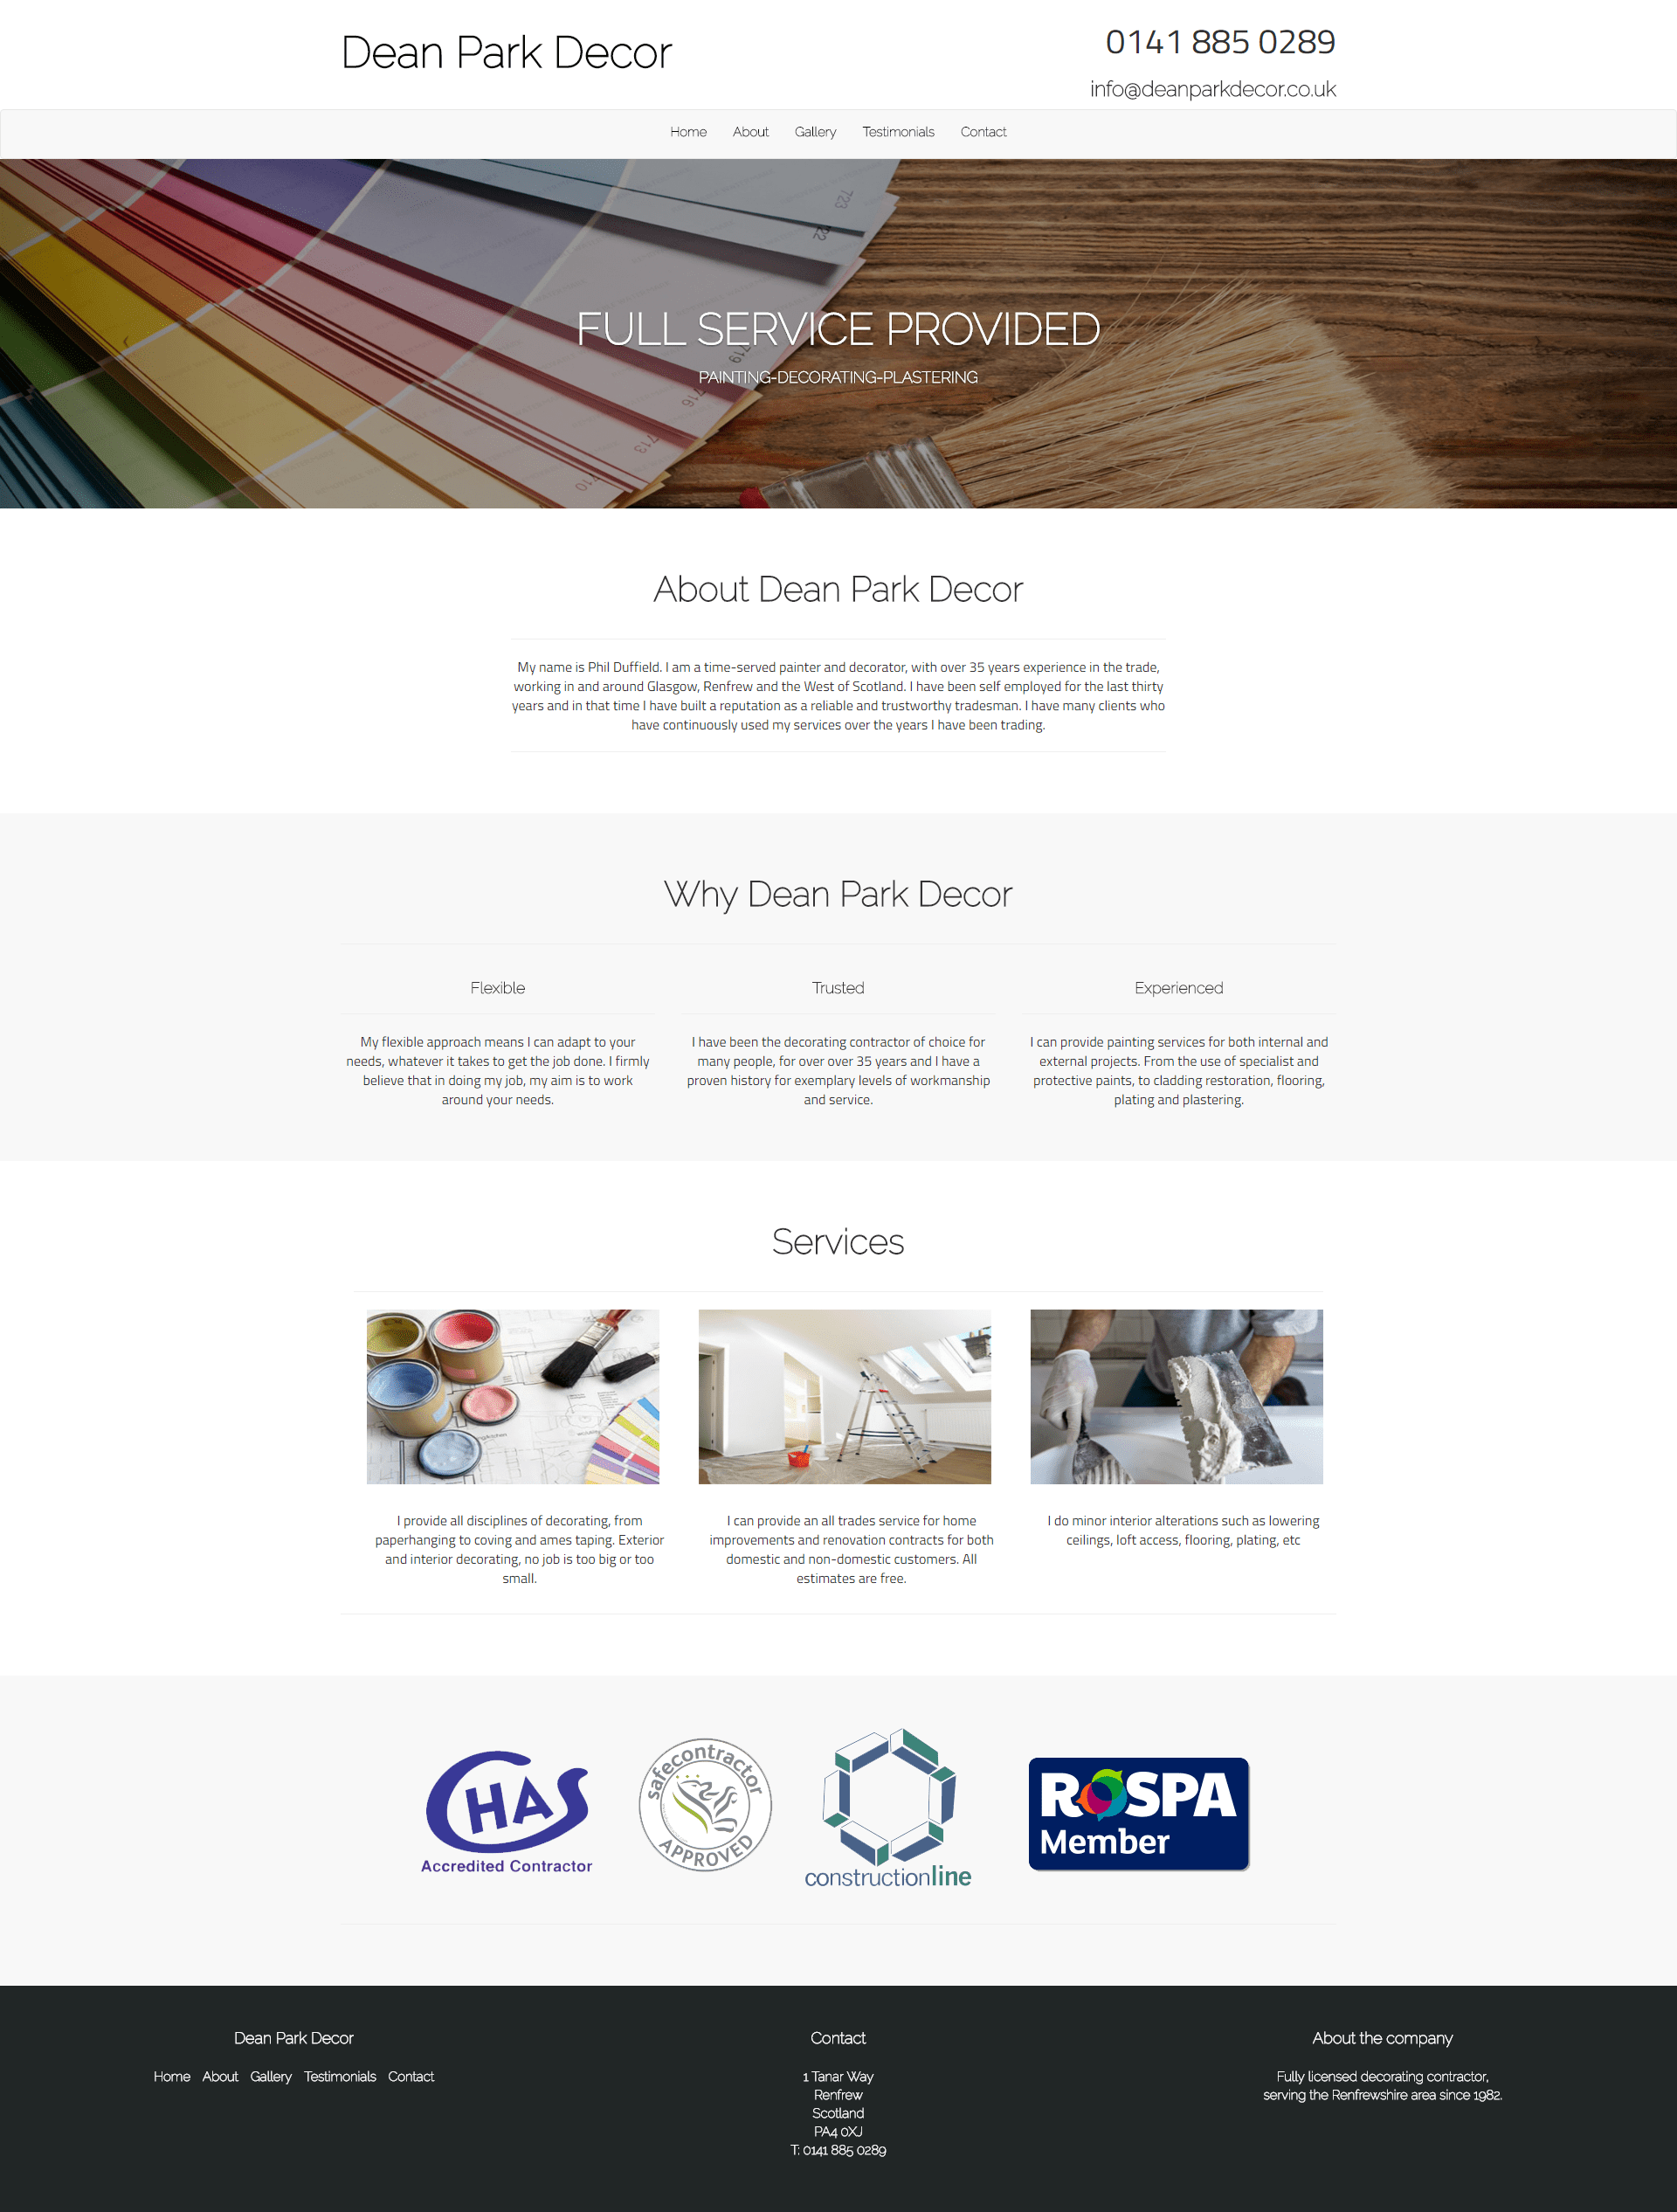 Dean Park Decor
0141 885 0289
info@deanparkdecor.co.uk
Home About Gallery Testimonials Contact
723
722
719
716
713
710
FULL SERVICE PROVIDED
PAINTING-DECORATING-PLASTERING
About Dean Park Decor
My name is Phil Duffield. I am a time-served painter and decorator, with over 35 years experience in the trade,
working in and around Glasgow, Renfrew and the West of Scotland. I have been self employed for the last thirty
years and in that time I have built a reputation as a reliable and trustworthy tradesman. I have many clients who
have continuously used my services over the years I have been trading.
Why Dean Park Decor
Flexible
My flexible approach means I can adapt to your
needs, whatever it takes to get the job done. I firmly
believe that in doing my job, my aim is to work
around your needs.
Trusted
I have been the decorating contractor of choice for
many people, for over over 35 years and I have a
proven history for exemplary levels of workmanship
and service.
Experienced
I can provide painting services for both internal and
external projects. From the use of specialist and
protective paints, to cladding restoration, flooring,
plating and plastering.
Services
I provide all disciplines of decorating, from
paperhanging to coving and ames taping. Exterior
and interior decorating, no job is too big or too
small.
I can provide an all trades service for home
improvements and renovation contracts for both
domestic and non-domestic customers. All
estimates are free.
I do minor interior alterations such as lowering
ceilings, loft access, flooring, plating, etc
CHAS
Accredited Contractor
safecontractor
APPROVED
constructionline
RoSPA
Member
Dean Park Decor
Home About Gallery Testimonials Contact
Contact
1 Tanar Way
Renfrew
Scotland
PA4 0XJ
T: 0141 885 0289
About the company
Fully licensed decorating contractor,
serving the Renfrewshire area since 1982.